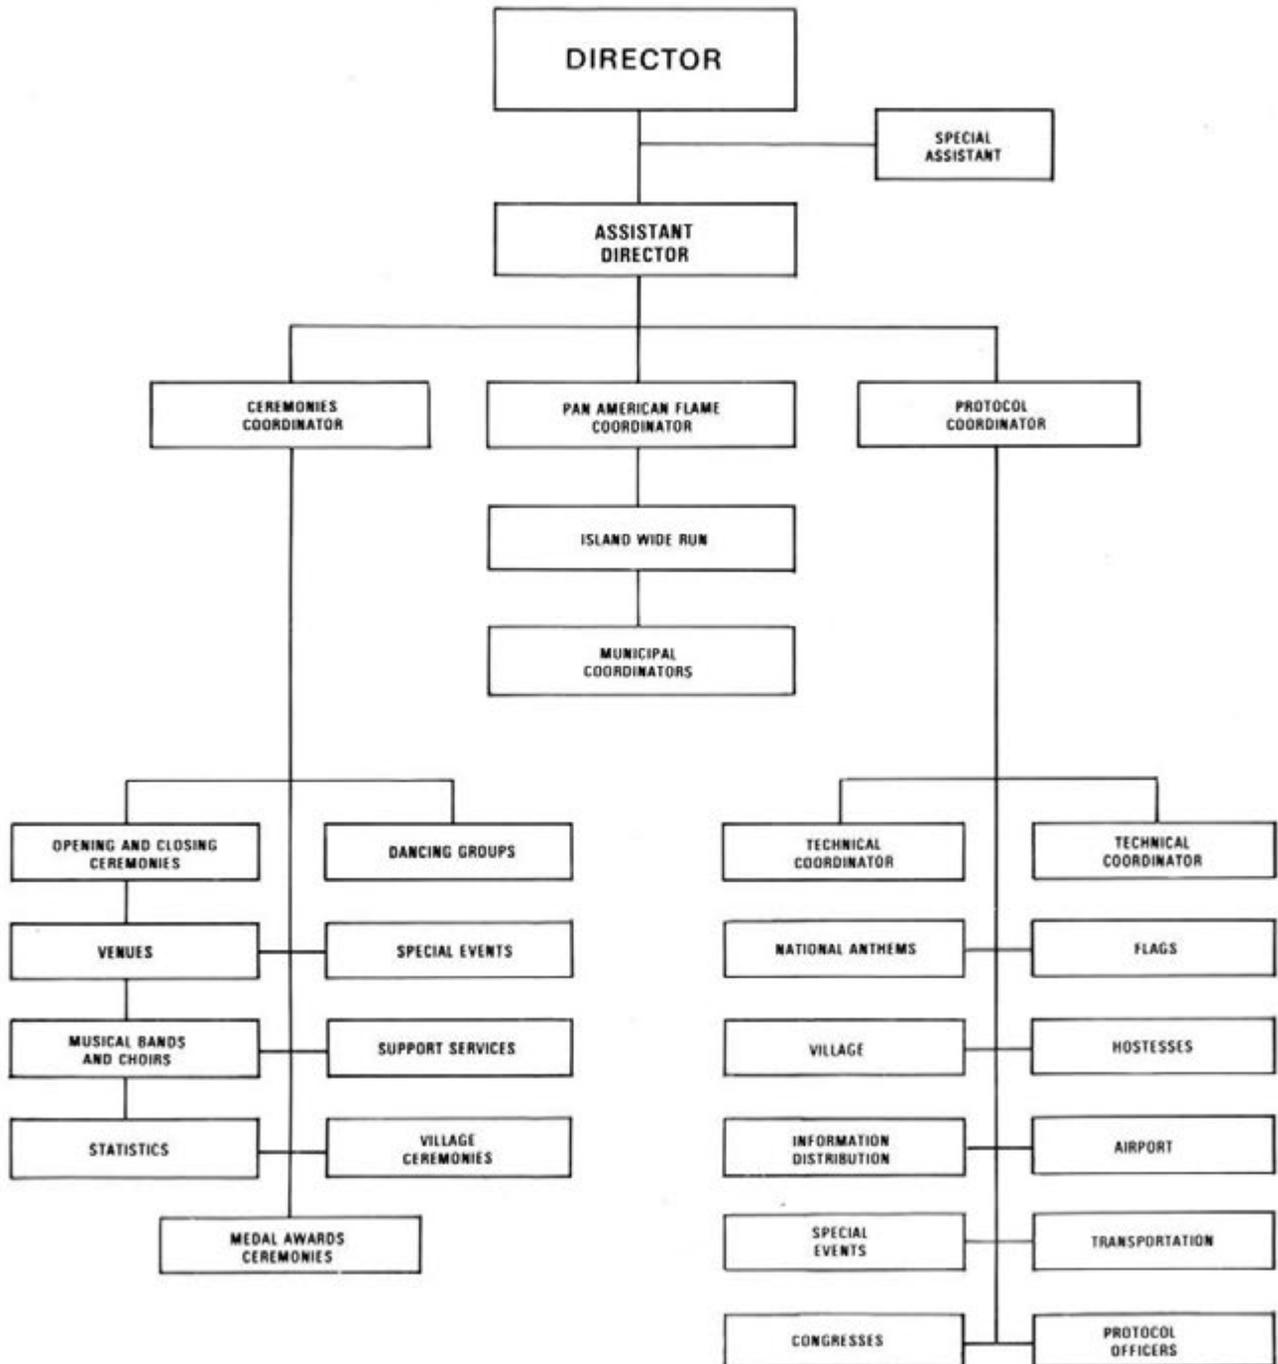 DIRECTOR
SPECIAL
ASSISTANT
ASSISTANT
DIRECTOR
CEREMONIES
COORDINATOR
PAN AMERICAN FLAME
COORDINATOR
PROTOCOL
COORDINATOR
ISLAND WIDE RUN
MUNICIPAL
COORDINATORS
OPENING AND CLOSING
CEREMONIES
DANCING GROUPS
TECHNICAL
COORDINATOR
TECHNICAL
COORDINATOR
VENUES
SPECIAL EVENTS
NATIONAL ANTHEMS
FLAGS
MUSICAL BANDS
AND CHOIRS
SUPPORT SERVICES
VILLAGE
HOSTESSES
STATISTICS
VILLAGE
CEREMONIES
INFORMATION
DISTRIBUTION
AIRPORT
MEDAL AWARDS
CEREMONIES
SPECIAL
EVENTS
TRANSPORTATION
CONGRESSES
PROTOCOL
OFFICERS